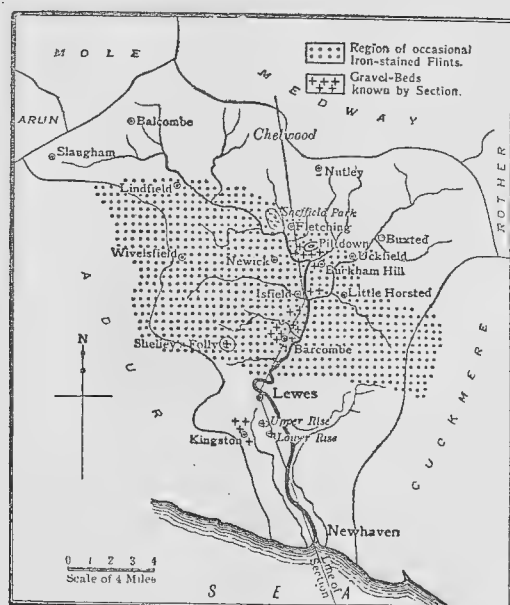 MOLE
Region of occasional
Iron-stained Flints.
Gravel-Beds
known by Section.
MEDWAY
ARUN
Balcombe
Chelwood
Slaugham
Nutley
ROTHER
Lindfield
Sheffield Park
Fletching
Piltdown
Buxted
Uckfield
Wivelsfield
Newick
Buckham Hill
Isfield
Little Horsted
ADUR
N
Shelley's Folly
Barcombe
CUCKMERE
Lewes
Upper Rise
Kingston
Lower Rise
Newhaven
0 1 2 3 4
Scale of 4 Miles
Line of
Section
SEA